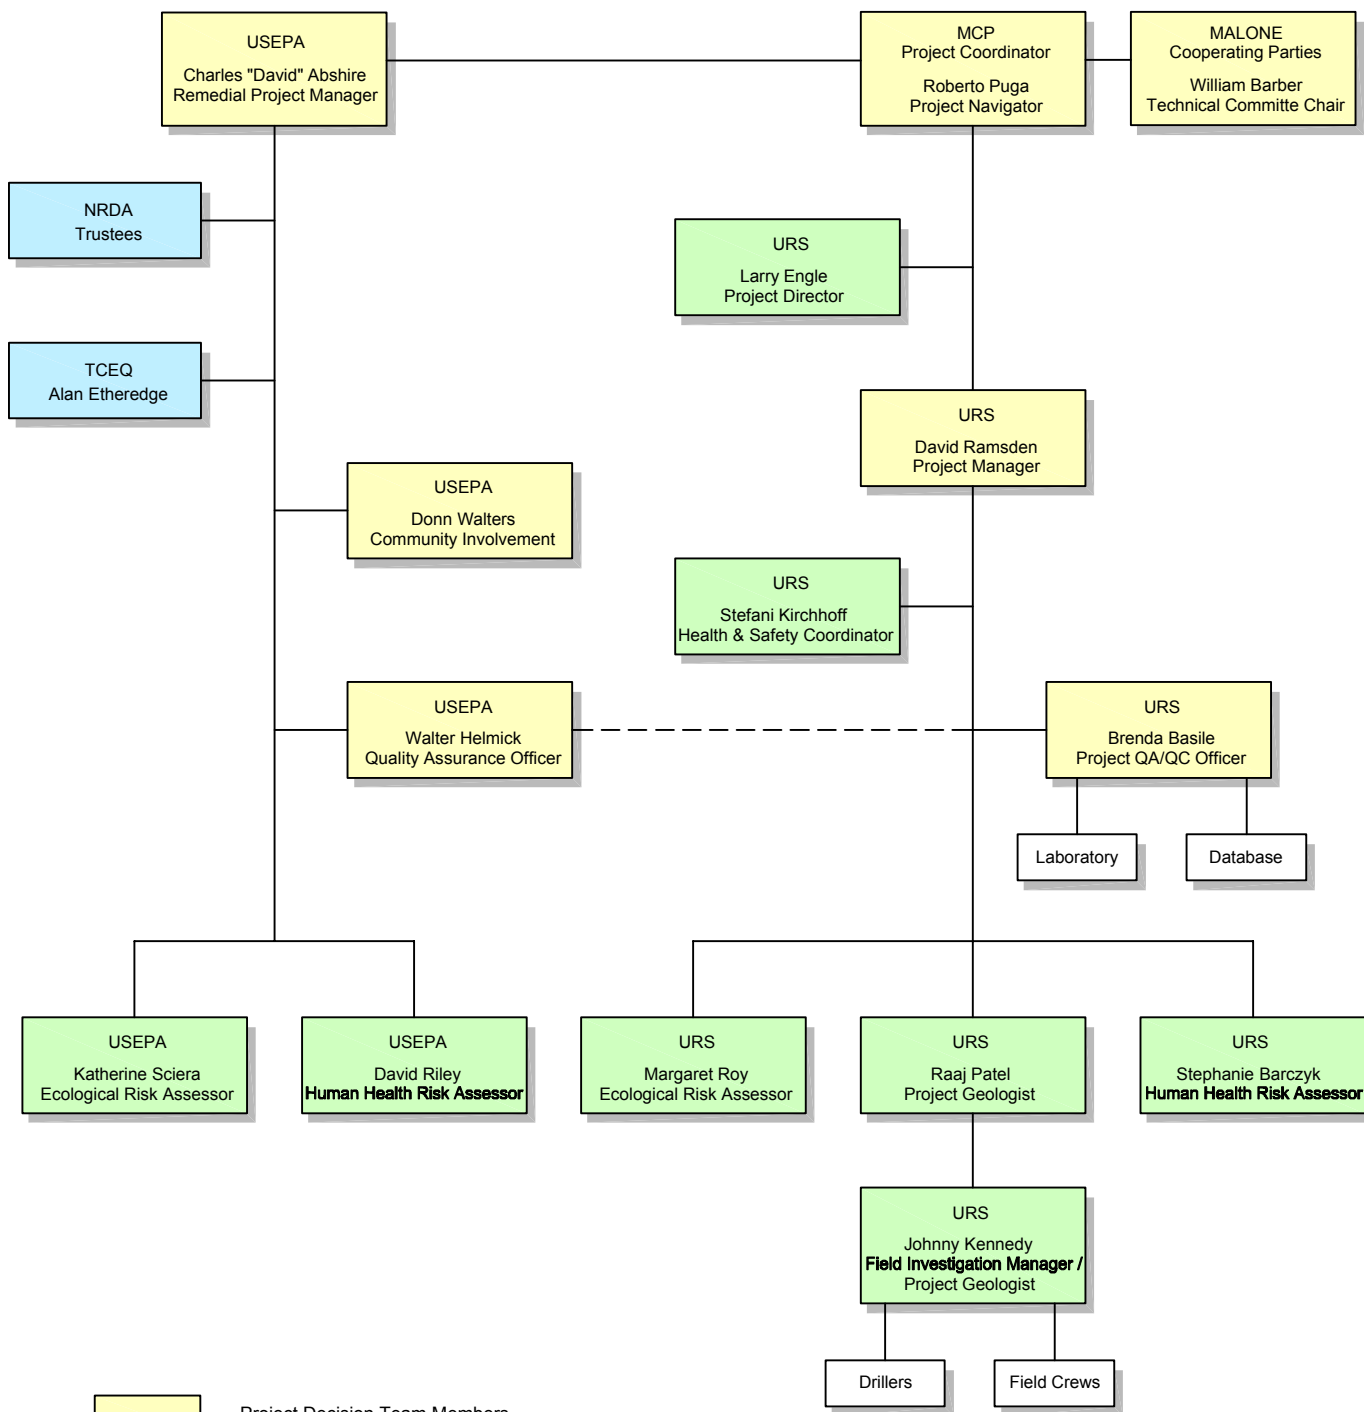 USEPA
Charles "David" Abshire
Remedial Project Manager
MCP
Project Coordinator
Roberto Puga
Project Navigator
MALONE
Cooperating Parties
William Barber
Technical Committe Chair
NRDA
Trustees
URS
Larry Engle
Project Director
TCEQ
Alan Etheredge
URS
David Ramsden
Project Manager
USEPA
Donn Walters
Community Involvement
URS
Stefani Kirchhoff
Health & Safety Coordinator
USEPA
Walter Helmick
Quality Assurance Officer
URS
Brenda Basile
Project QA/QC Officer
Laboratory
Database
USEPA
Katherine Sciera
Ecological Risk Assessor
USEPA
David Riley
Human Health Risk Assessor
URS
Margaret Roy
Ecological Risk Assessor
URS
Raaj Patel
Project Geologist
URS
Stephanie Barczyk
Human Health Risk Assessor
URS
Johnny Kennedy
Field Investigation Manager /
Project Geologist
Drillers
Field Crews
Project Decision Team Members